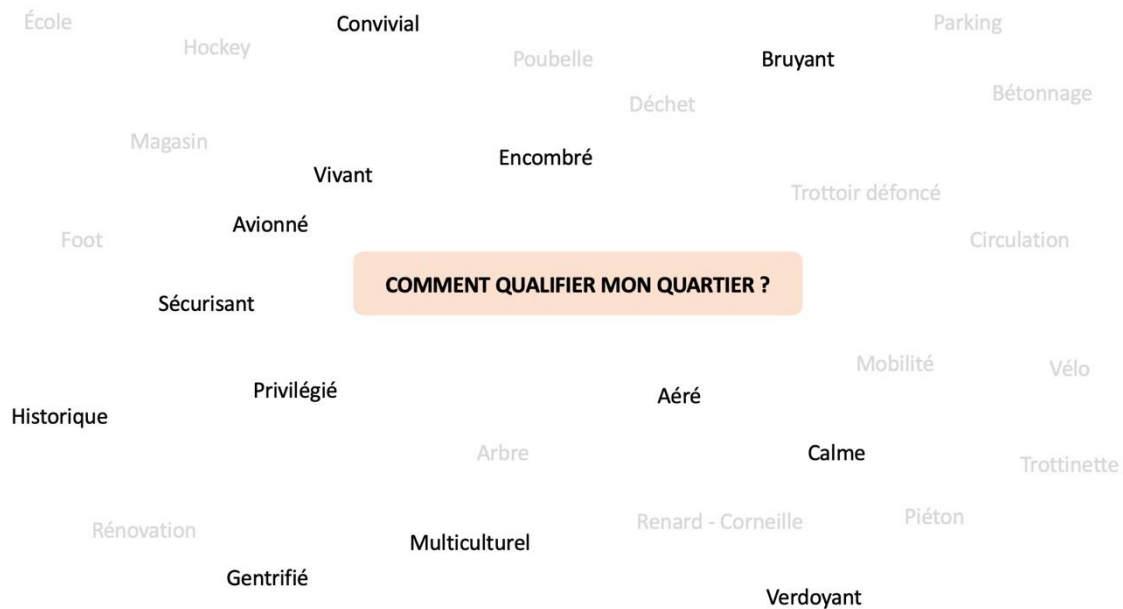 École
Convivial
Parking
Hockey
Poubelle
Bruyant
Bétonnage
Déchet
Magasin
Encombré
Vivant
Trottoir défoncé
Avionné
Foot
Circulation
COMMENT QUALIFIER MON QUARTIER ?
Sécurisant
Mobilité
Vélo
Privilégié
Aéré
Historique
Arbre
Calme
Trottinette
Renard - Corneille
Piéton
Rénovation
Multiculturel
Gentrifié
Verdoyant